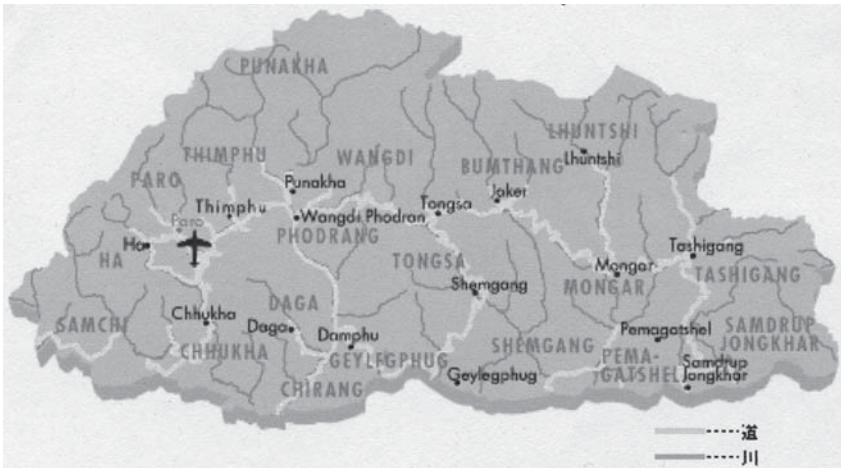 PUNAKHA
LHUNTSHI
Lhuntshi
THIMPHU
WANGDI
BUMTHANG
PARO
Punakha
Jaker
Thimphu
Tongsa
Paro
Wangdi Phodran
PHODRANG
Ha
HA
Tashigang
TONGSA
Mongar
TASHIGANG
MONGAR
Shemgang
DAGA
Chhukha
SAMCHI
Daga
Damphu
Pemagatshel
SAMDRUP
JONGKHAR
SHEMGANG
CHHUKHA
GEYLEGPHUG
PEMA-
GATSHEL
Samdrup
Jongkhar
Geylegphug
CHIRANG
道
川